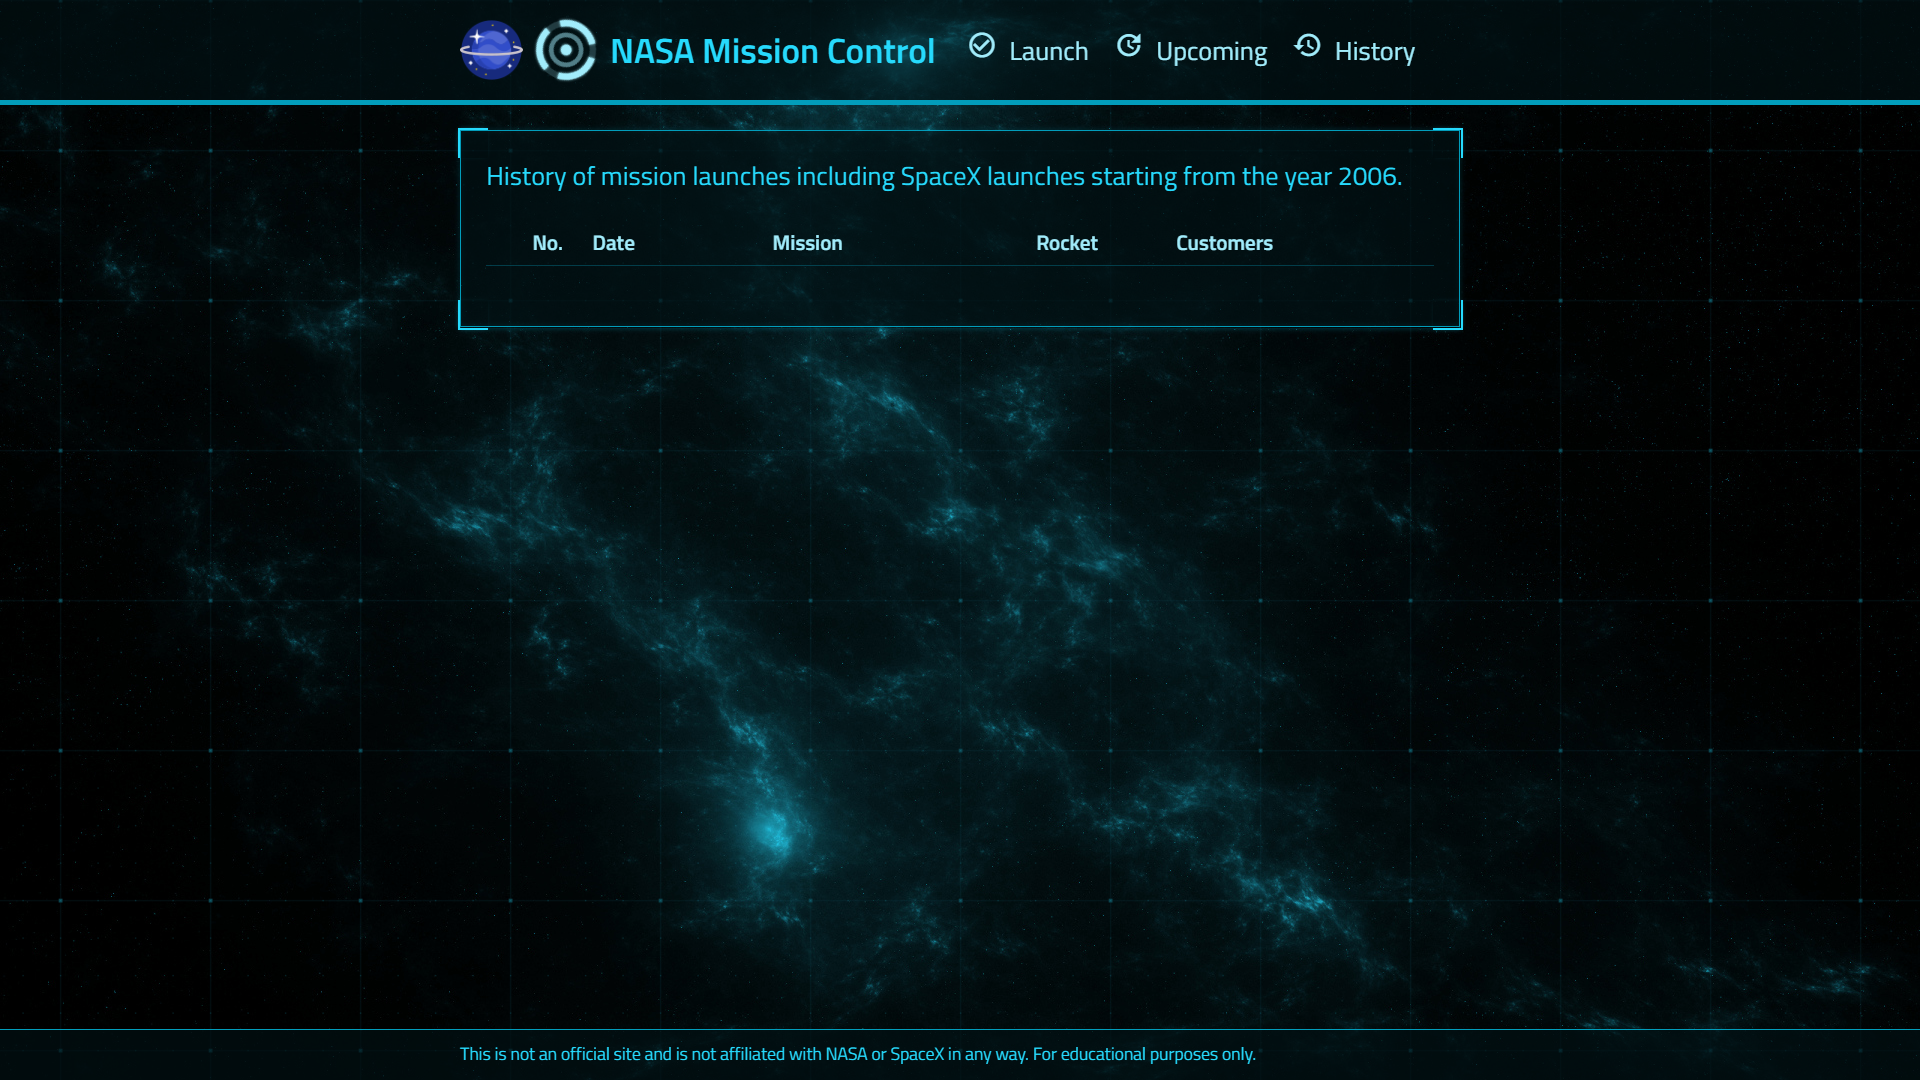 NASA Mission Control
Launch
Upcoming
History
History of mission launches including SpaceX launches starting from the year 2006.
No. Date Mission Rocket Customers
This is not an official site and is not affiliated with NASA or SpaceX in any way. For educational purposes only.